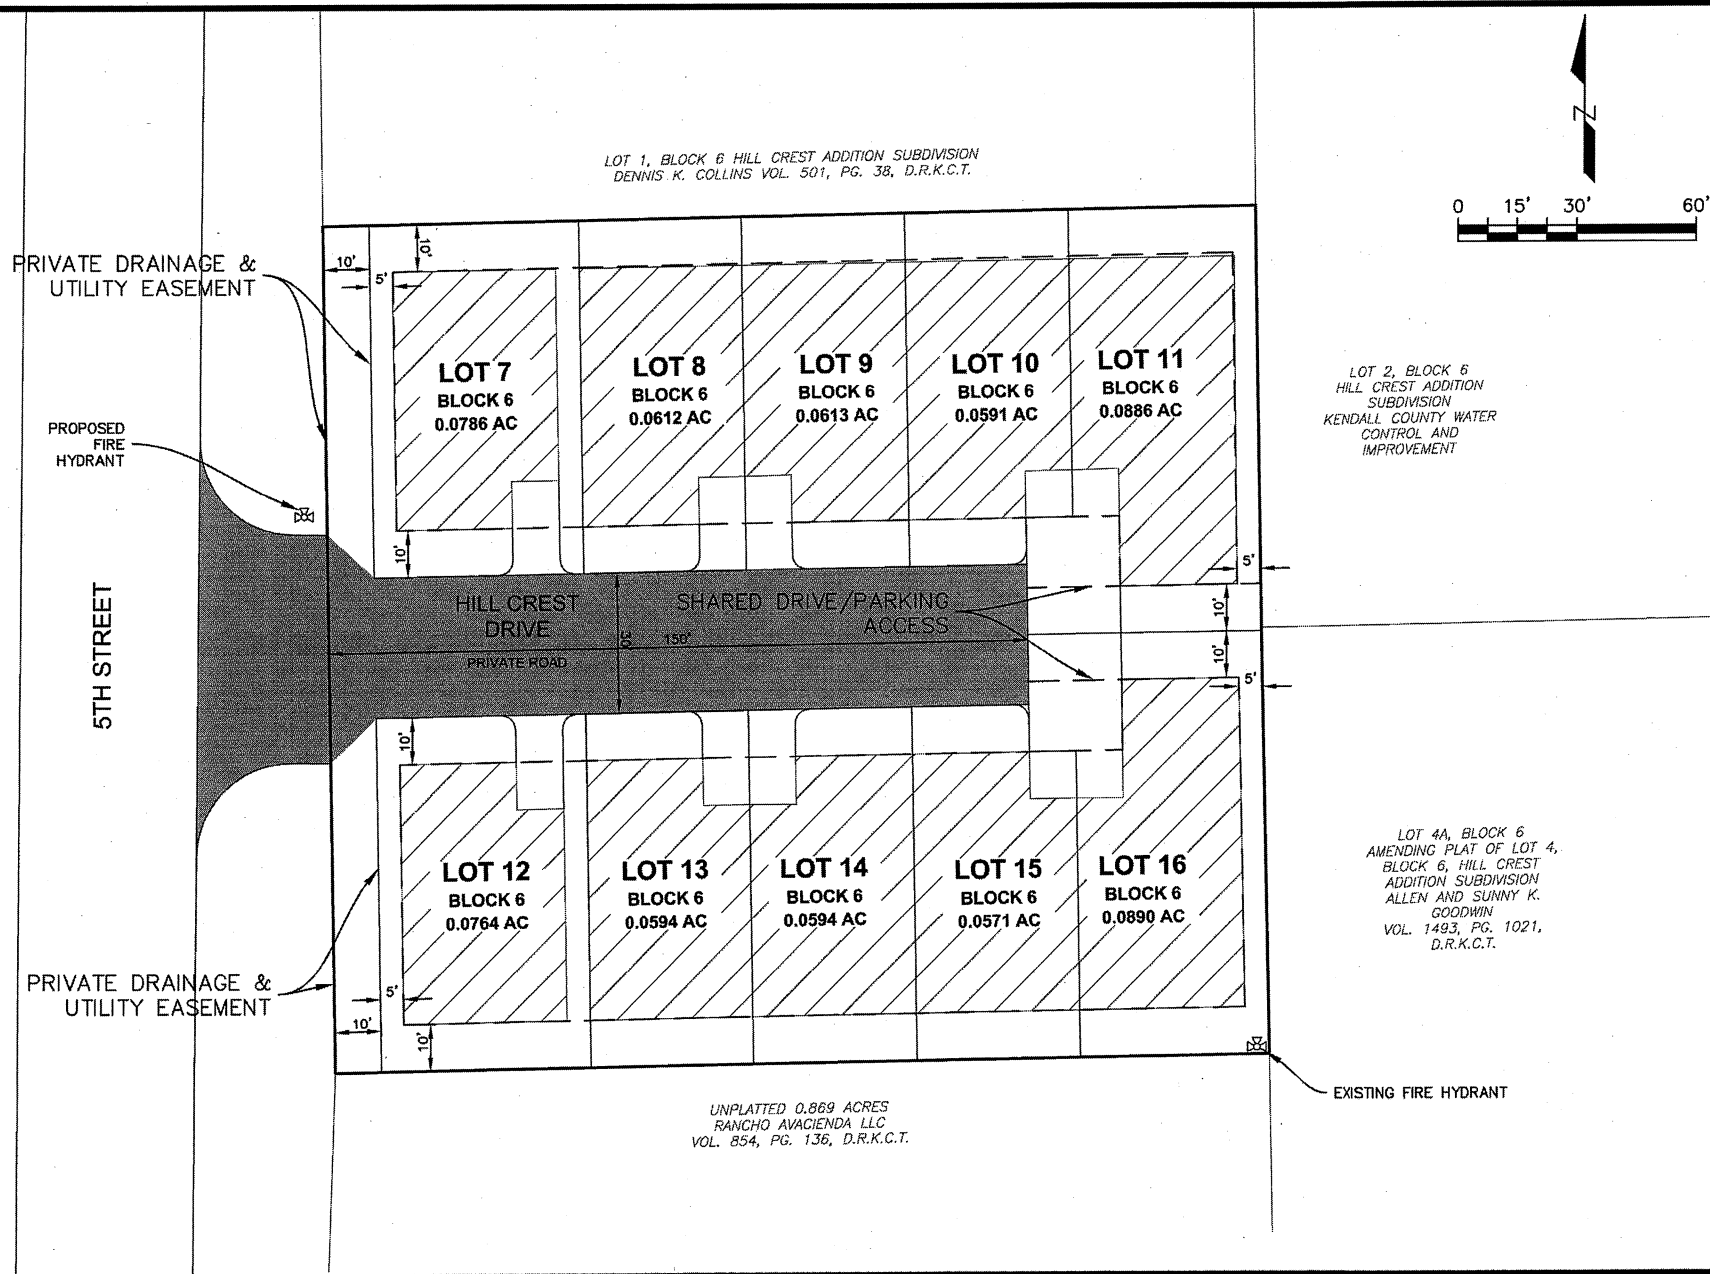 LOT 1, BLOCK 6 HILL CREST ADDITION SUBDIVISION
DENNIS K. COLLINS VOL. 501, PG. 38, D.R.K.C.T.
N
0 15' 30' 60'
PRIVATE DRAINAGE &
UTILITY EASEMENT
10'
5'
10'
LOT 7
BLOCK 6
0.0786 AC
LOT 8
BLOCK 6
0.0612 AC
LOT 9
BLOCK 6
0.0613 AC
LOT 10
BLOCK 6
0.0591 AC
LOT 11
BLOCK 6
0.0886 AC
LOT 2, BLOCK 6
HILL CREST ADDITION
SUBDIVISION
KENDALL COUNTY WATER
CONTROL AND
IMPROVEMENT
PROPOSED
FIRE
HYDRANT
10'
5'
10'
10'
5'
5TH STREET
HILL CREST
DRIVE
PRIVATE ROAD
30'
150'
SHARED DRIVE/PARKING
ACCESS
10'
LOT 12
BLOCK 6
0.0764 AC
LOT 13
BLOCK 6
0.0594 AC
LOT 14
BLOCK 6
0.0594 AC
LOT 15
BLOCK 6
0.0571 AC
LOT 16
BLOCK 6
0.0890 AC
LOT 4A, BLOCK 6
AMENDING PLAT OF LOT 4,
BLOCK 6, HILL CREST
ADDITION SUBDIVISION
ALLEN AND SUNNY K.
GOODWIN
VOL. 1493, PG. 1021,
D.R.K.C.T.
PRIVATE DRAINAGE &
UTILITY EASEMENT
5'
10'
10'
EXISTING FIRE HYDRANT
UNPLATTED 0.869 ACRES
RANCHO AVACIENDA LLC
VOL. 854, PG. 136, D.R.K.C.T.